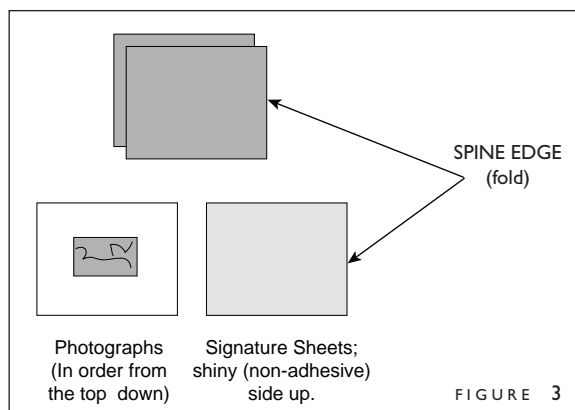 SPINE EDGE
(fold)
Photographs
(In order from
the top down)
Signature Sheets;
shiny (non-adhesive)
side up.
FIGURE 3